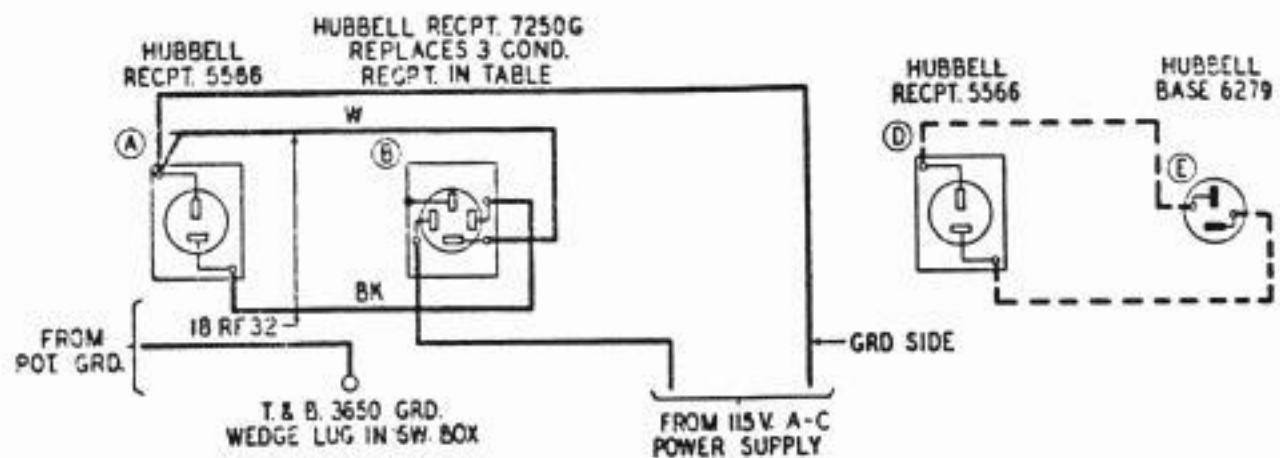 HUBBELL
RECPT. 5566
HUBBELL RECPT. 7250G
REPLACES 3 COND.
RECPT. IN TABLE
HUBBELL
RECPT. 5566
HUBBELL
BASE 6279
A
W
B
D
E
BK
18 RF 32
FROM
POT. GRD.
GRD SIDE
T. & B. 3650 GRD.
WEDGE LUG IN SW. BOX
FROM 115 V. A-C
POWER SUPPLY